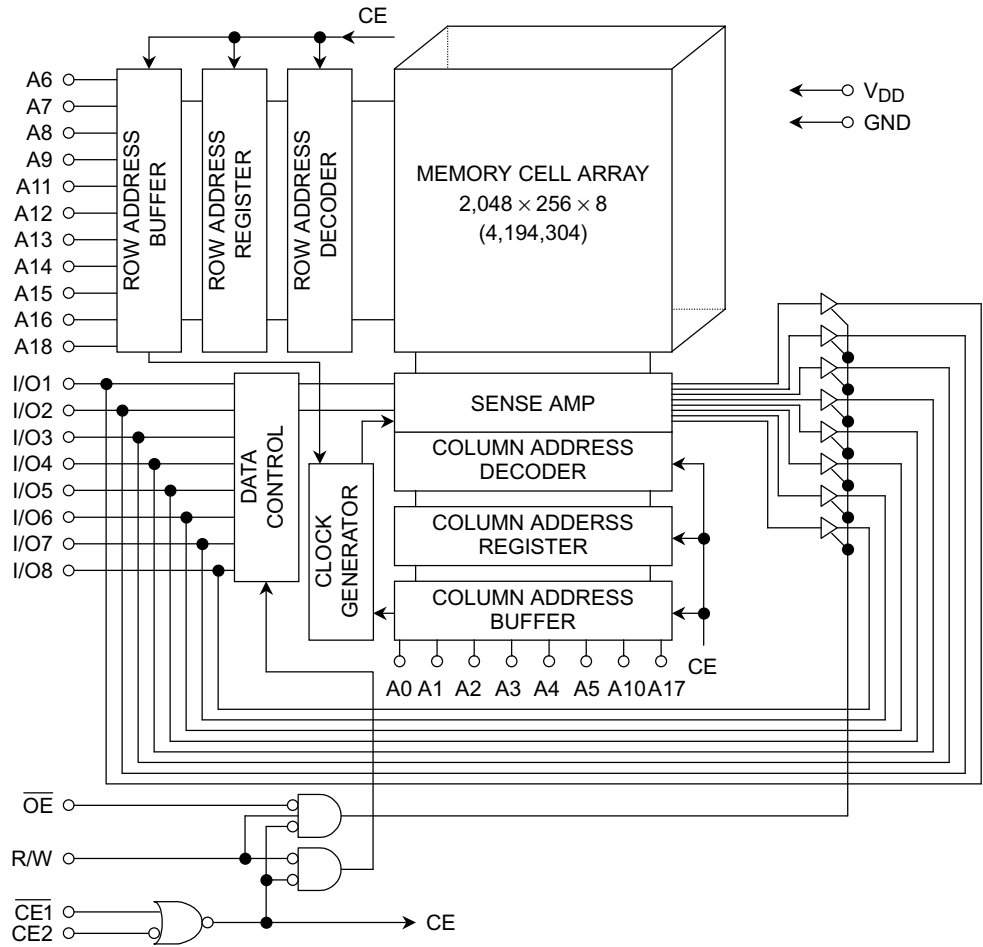 CE
A6
A7
A8
A9
A11
A12
A13
A14
A15
A16
A18
ROW ADDRESS
BUFFER
ROW ADDRESS
REGISTER
ROW ADDRESS
DECODER
MEMORY CELL ARRAY
2,048 × 256 × 8
(4,194,304)
VDD
GND
I/O1
I/O2
I/O3
I/O4
I/O5
I/O6
I/O7
I/O8
DATA
CONTROL
CLOCK
GENERATOR
SENSE AMP
COLUMN ADDRESS
DECODER
COLUMN ADDERSS
REGISTER
COLUMN ADDRESS
BUFFER
CE
A0 A1 A2 A3 A4 A5 A10 A17
OE
R/W
CE1
CE2
CE